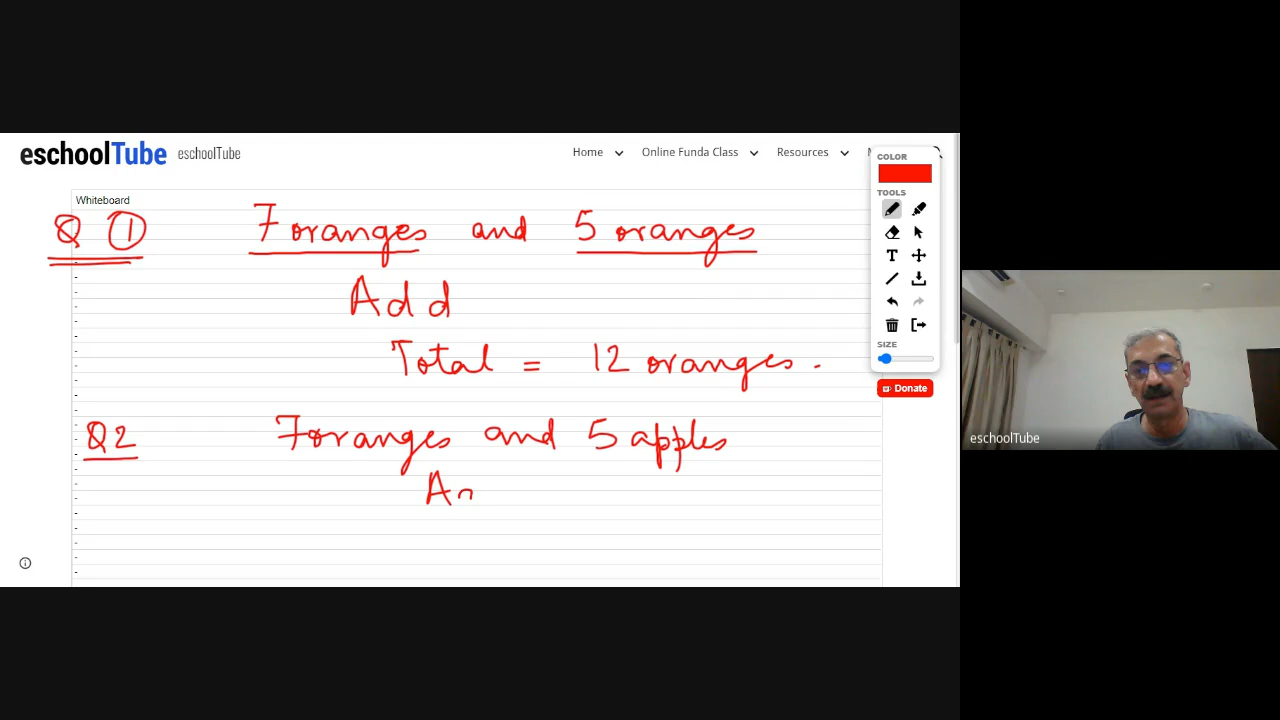 eschoolTube eschoolTube Home Online Funda Class Resources
COLOR
TOOLS
T
SIZE
Donate
Whiteboard
Q ① 7 oranges and 5 oranges
Add
Total = 12 oranges.
Q2 7 oranges and 5 apples
eschoolTube